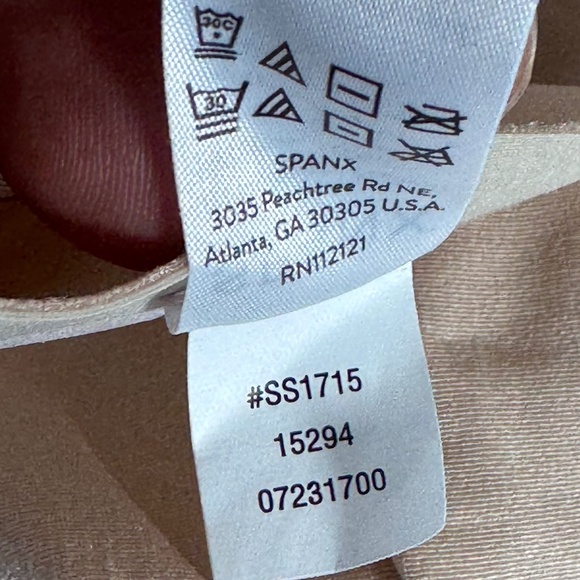 30C
30
SPANX
3035 Peachtree Rd NE,
Atlanta, GA 30305 U.S.A.
RN112121
#SS1715
15294
07231700